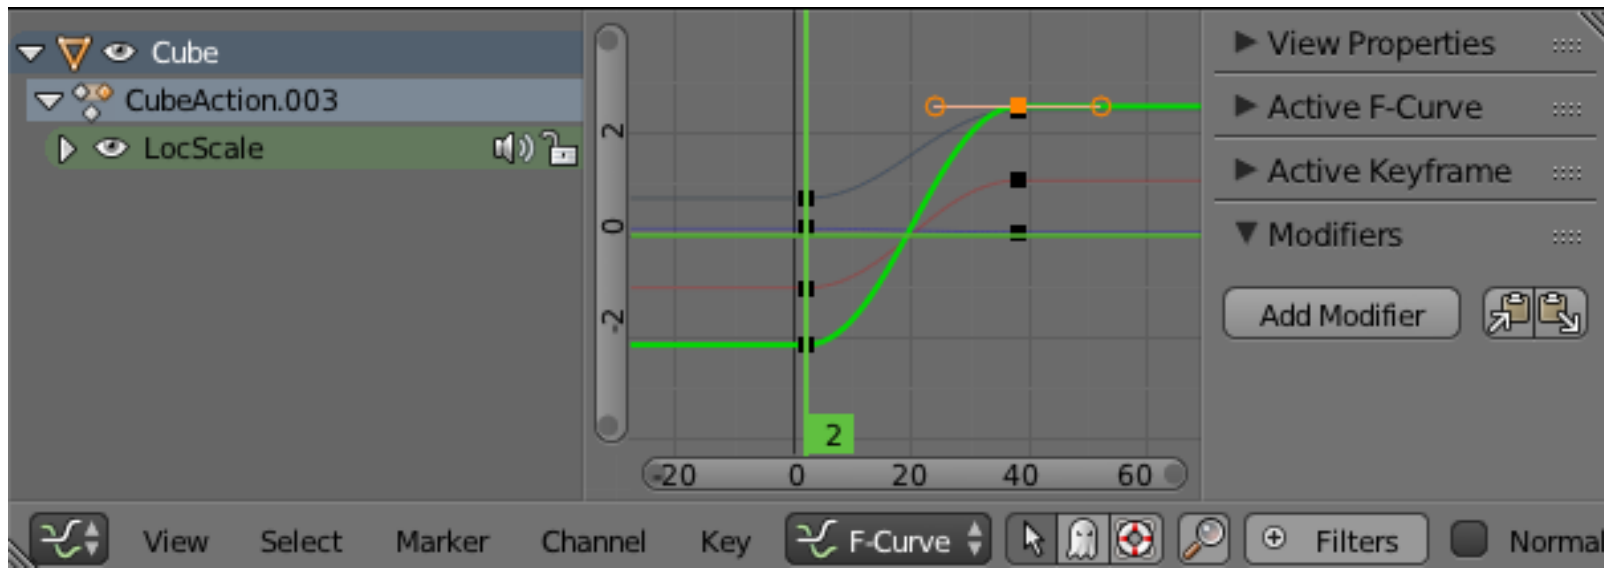 Cube
CubeAction.003
LocScale
2
0
-2
2
-20 0 20 40 60
View Properties
Active F-Curve
Active Keyframe
Modifiers
Add Modifier
View Select Marker Channel Key F-Curve Filters Normal